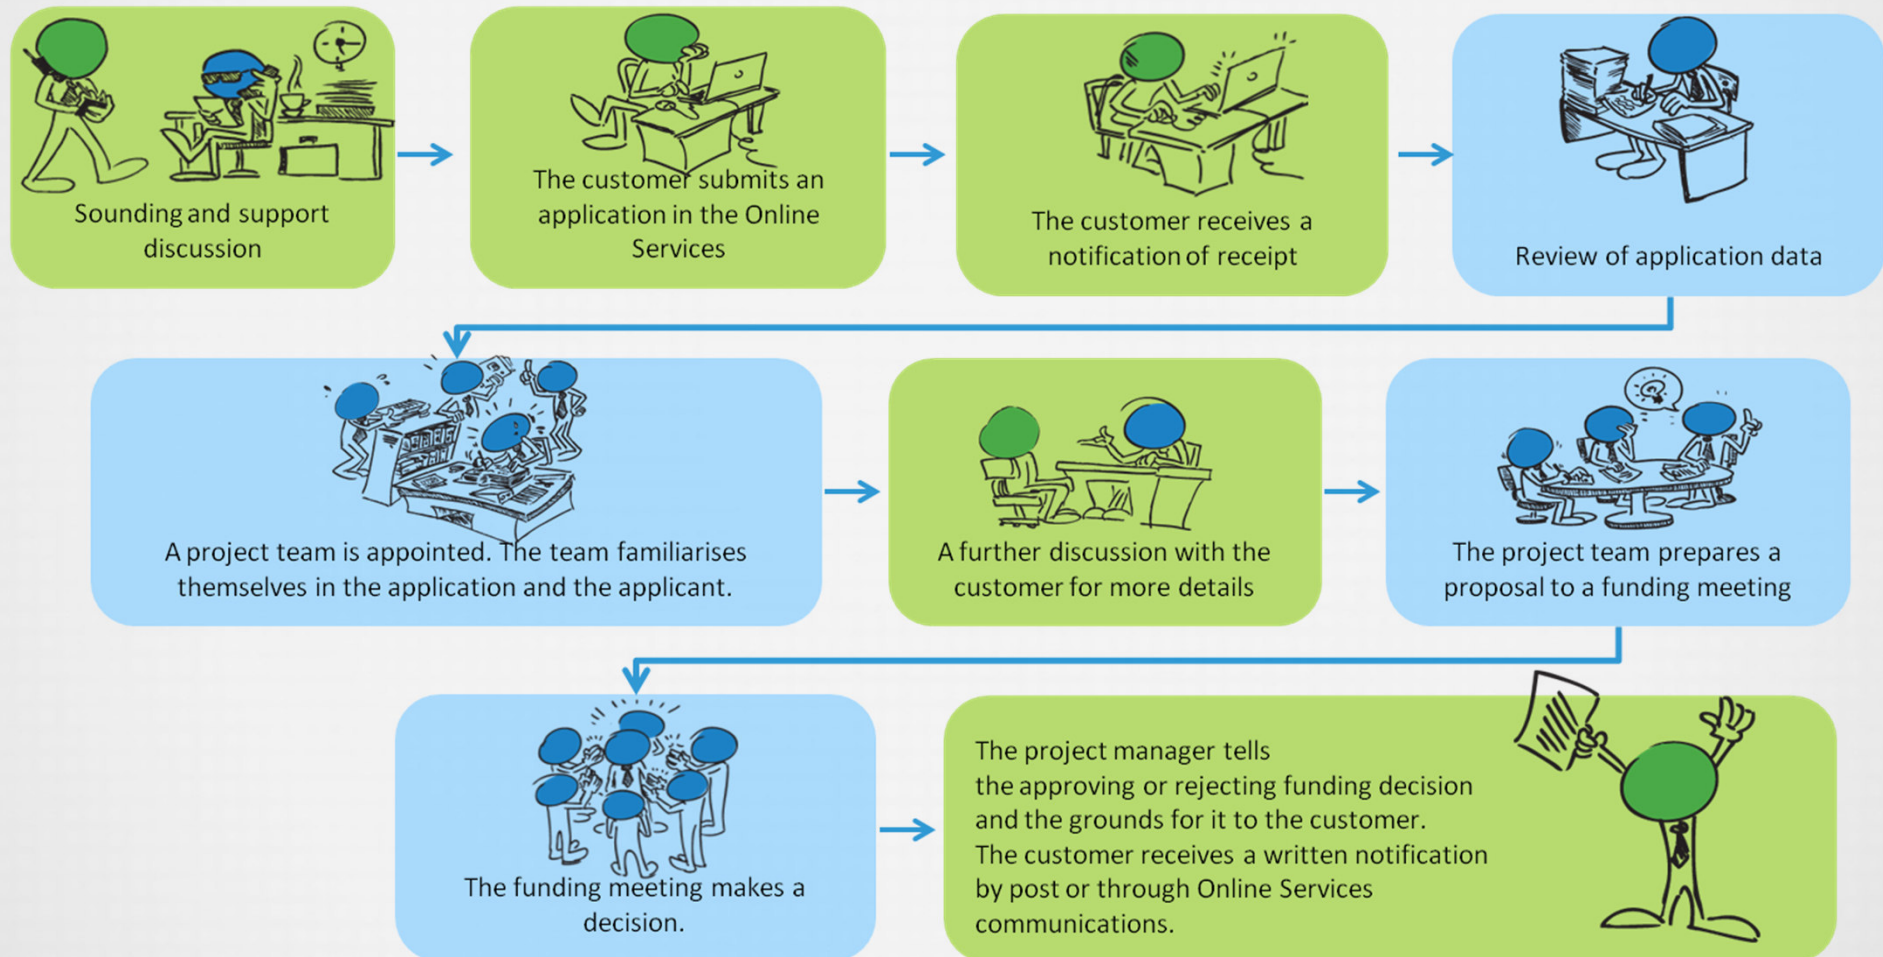 Sounding and support
discussion
The customer submits an
application in the Online
Services
The customer receives a
notification of receipt
Review of application data
A project team is appointed. The team familiarises
themselves in the application and the applicant.
A further discussion with the
customer for more details
The project team prepares a
proposal to a funding meeting
The funding meeting makes a
decision.
The project manager tells
the approving or rejecting funding decision
and the grounds for it to the customer.
The customer receives a written notification
by post or through Online Services
communications.